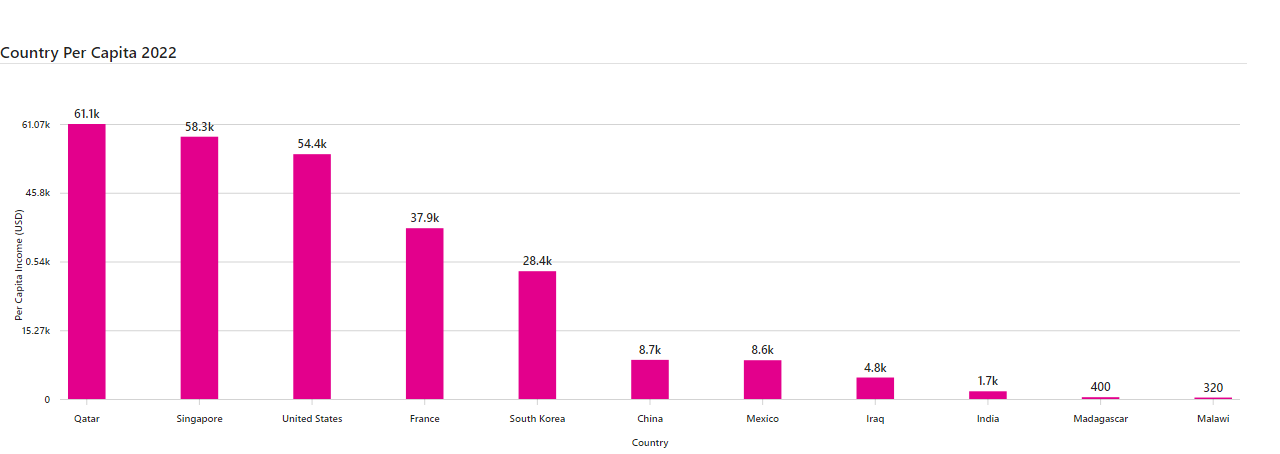 Country Per Capita 2022
61.1k
58.3k
54.4k
37.9k
28.4k
8.7k
8.6k
4.8k
1.7k
400
320
61.07k
45.8k
0.54k
15.27k
0
Per Capita Income (USD)
Qatar
Singapore
United States
France
South Korea
China
Mexico
Iraq
India
Madagascar
Malawi
Country